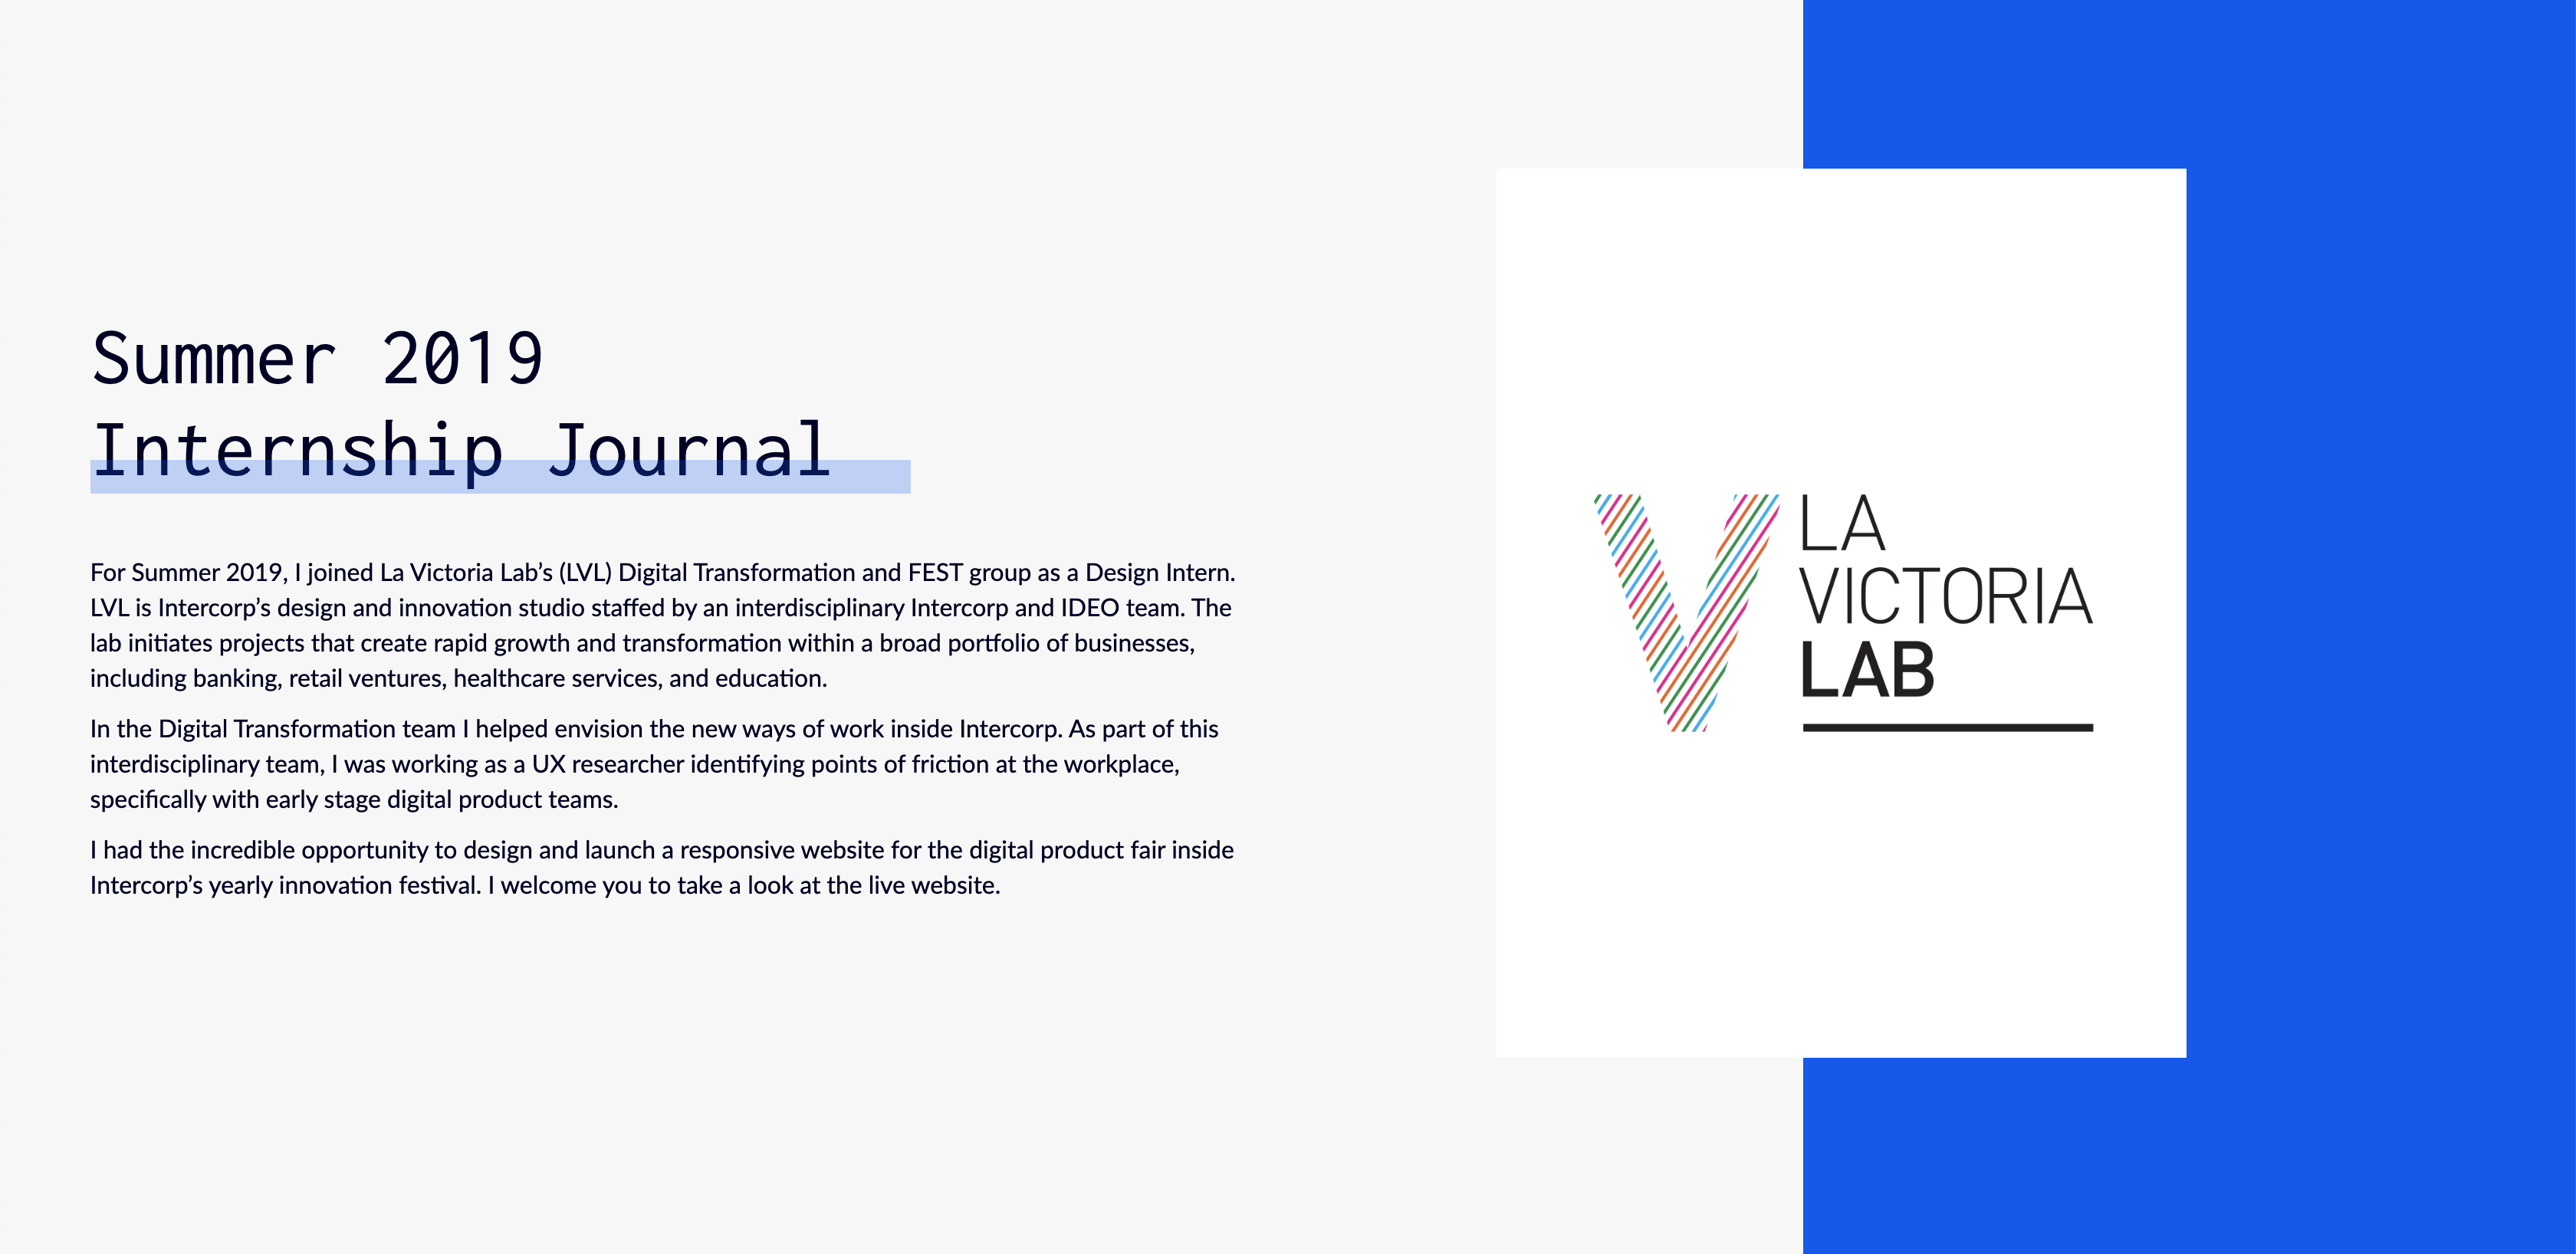 Summer 2019
Internship Journal
For Summer 2019, I joined La Victoria Lab’s (LVL) Digital Transformation and FEST group as a Design Intern.
LVL is Intercorp’s design and innovation studio staffed by an interdisciplinary Intercorp and IDEO team. The
lab initiates projects that create rapid growth and transformation within a broad portfolio of businesses,
including banking, retail ventures, healthcare services, and education.
In the Digital Transformation team I helped envision the new ways of work inside Intercorp. As part of this
interdisciplinary team, I was working as a UX researcher identifying points of friction at the workplace,
specifically with early stage digital product teams.
I had the incredible opportunity to design and launch a responsive website for the digital product fair inside
Intercorp’s yearly innovation festival. I welcome you to take a look at the live website.
LA
VICTORIA
LAB